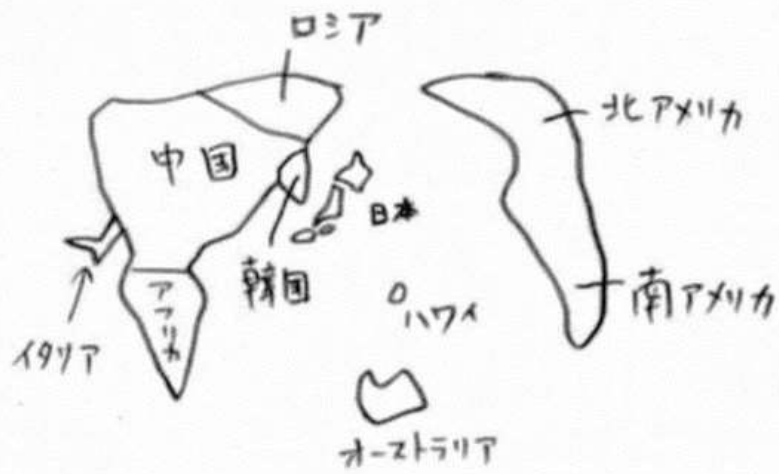 ロシア
北アメリカ
中国
日本
韓国
南アメリカ
アフリカ
ハワイ
イタリア
オーストラリア